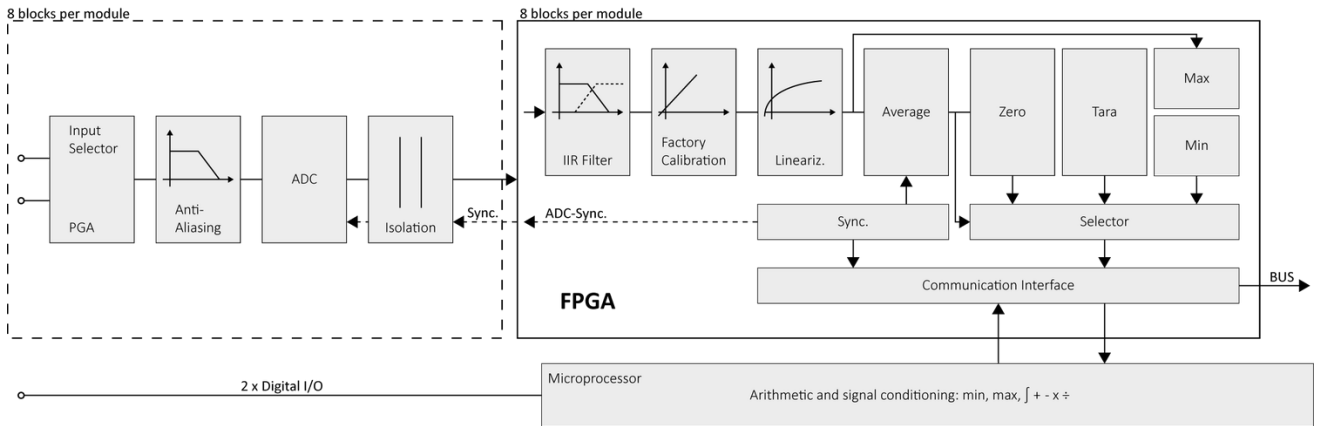 8 blocks per module
8 blocks per module
Input
Selector
PGA
Anti-
Aliasing
ADC
Isolation
Sync.
ADC-Sync.
IIR Filter
Factory
Calibration
Lineariz.
Average
Zero
Tara
Max
Min
Sync.
Selector
Communication Interface
BUS
FPGA
2 x Digital I/O
Microprocessor
Arithmetic and signal conditioning: min, max, ∫ + - x ÷